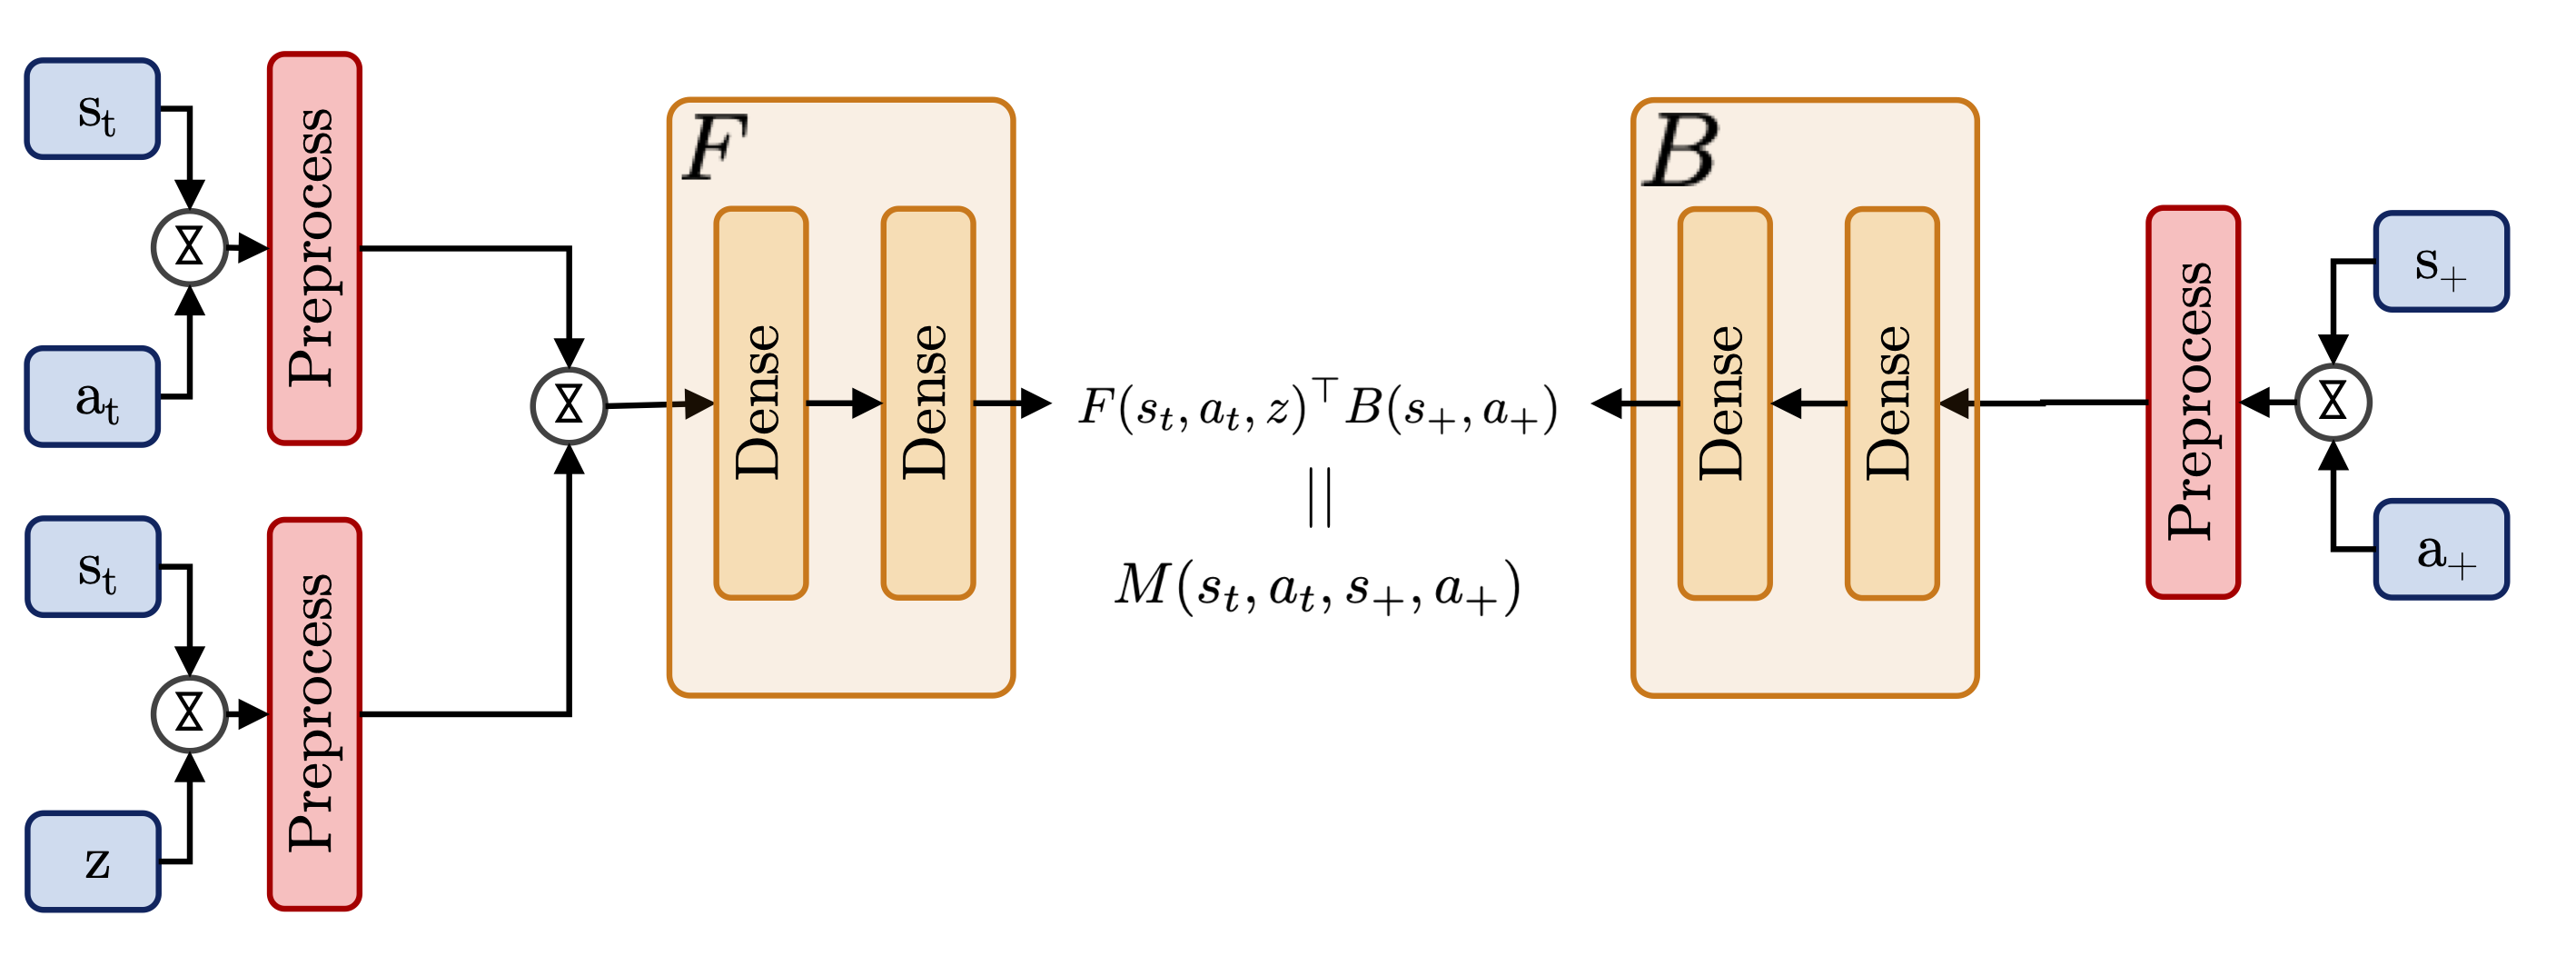 s_t
a_t
Preprocess
s_t
z
Preprocess
F
Dense
Dense
F(s_t, a_t, z)^⊤ B(s_+, a_+)
||
M(s_t, a_t, s_+, a_+)
B
Dense
Dense
Preprocess
s_+
a_+